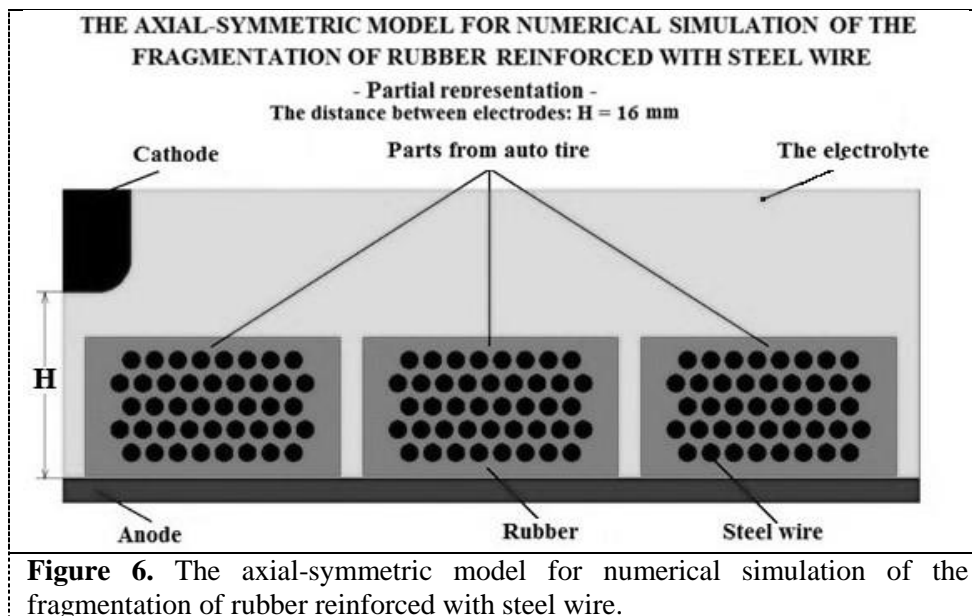 THE AXIAL-SYMMETRIC MODEL FOR NUMERICAL SIMULATION OF THE
FRAGMENTATION OF RUBBER REINFORCED WITH STEEL WIRE
- Partial representation -
The distance between electrodes: H = 16 mm
Cathode
Parts from auto tire
The electrolyte
H
Anode
Rubber
Steel wire
Figure 6. The axial-symmetric model for numerical simulation of the
fragmentation of rubber reinforced with steel wire.